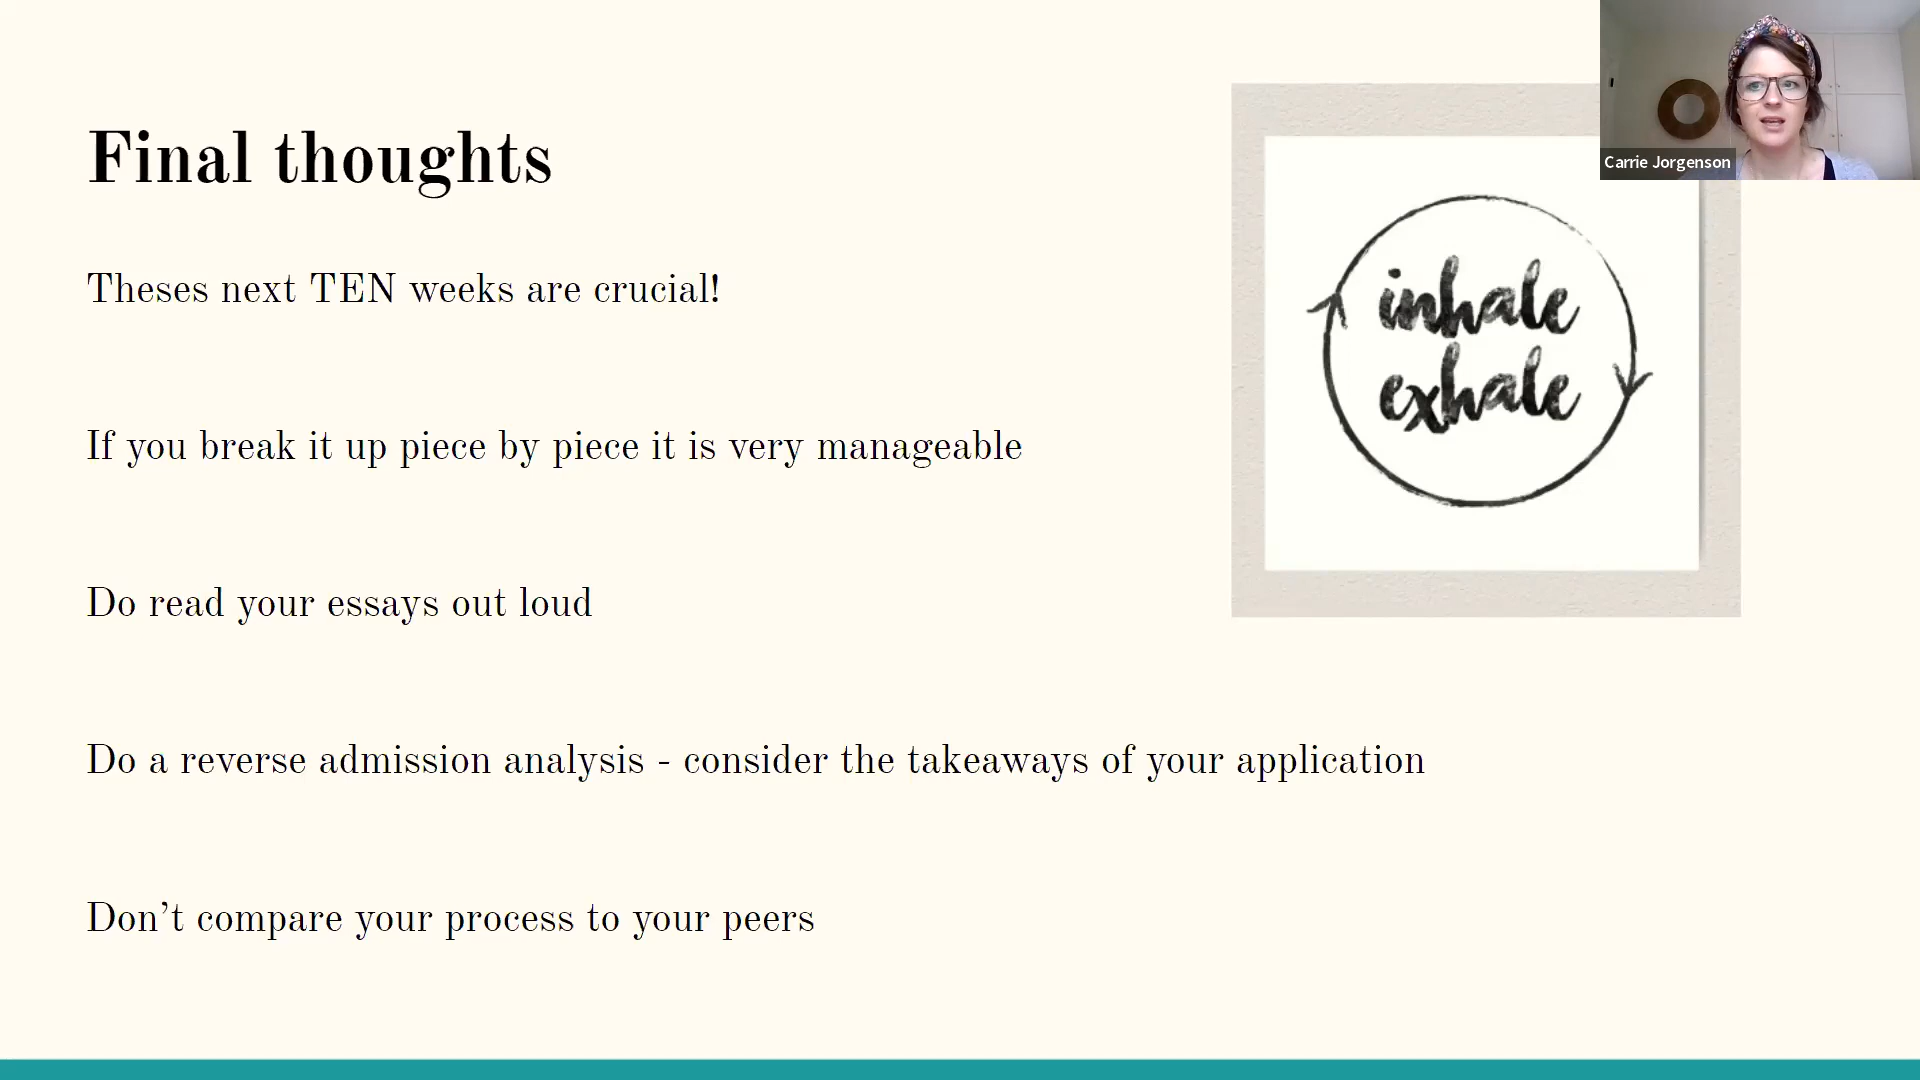 Final thoughts
Theses next TEN weeks are crucial!
If you break it up piece by piece it is very manageable
Do read your essays out loud
Do a reverse admission analysis - consider the takeaways of your application
Don’t compare your process to your peers
inhale
exhale
Carrie Jorgenson